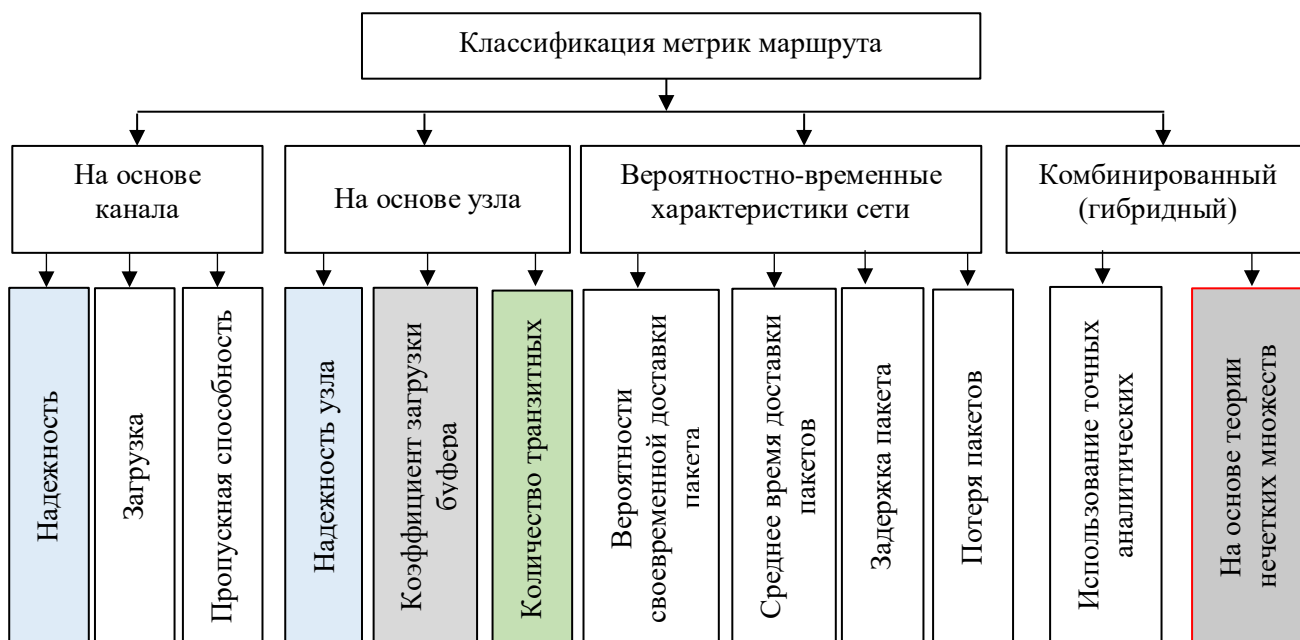 Классификация метрик маршрута
На основе
канала
На основе узла
Вероятностно-временные
характеристики сети
Комбинированный
(гибридный)
Надежность
Загрузка
Пропускная способность
Надежность узла
Коэффициент загрузки
буфера
Количество транзитных
Вероятности
своевременной доставки
пакета
Среднее время доставки
пакетов
Задержка пакета
Потеря пакетов
Использование точных
аналитических
На основе теории
нечетких множеств